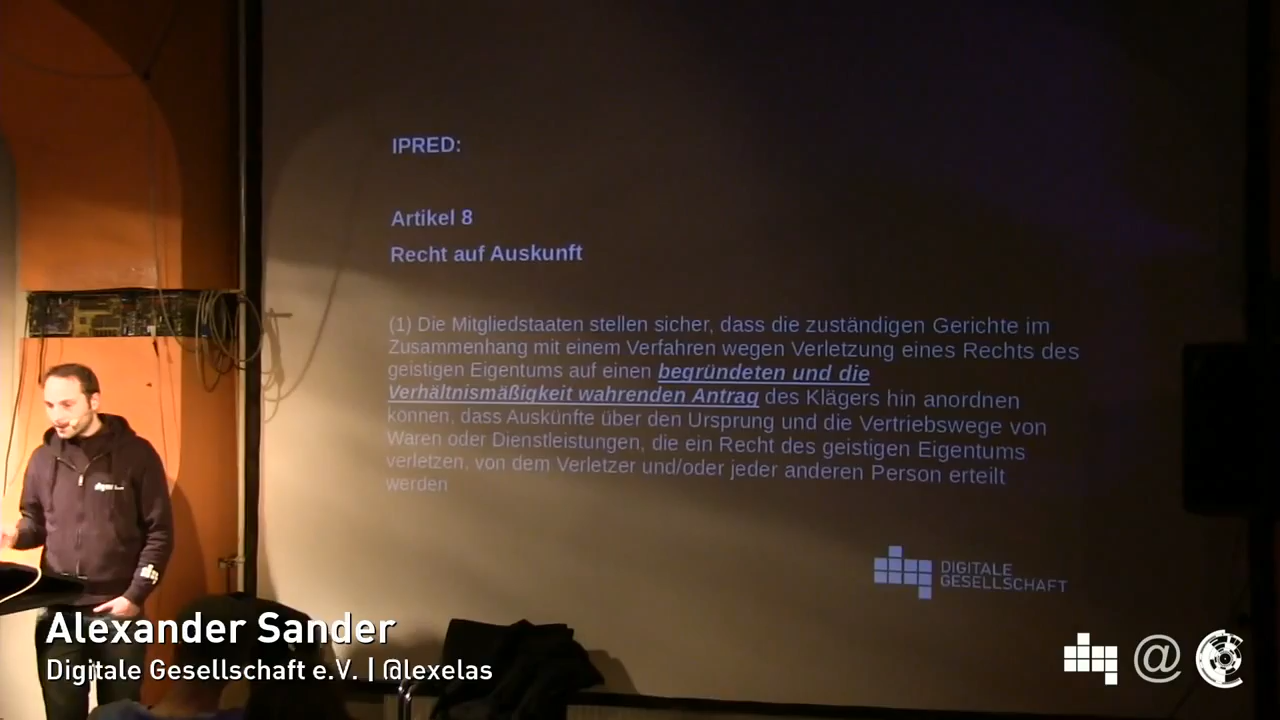 IPRED:
Artikel 8
Recht auf Auskunft
(1) Die Mitgliedstaaten stellen sicher, dass die zuständigen Gerichte im
Zusammenhang mit einem Verfahren wegen Verletzung eines Rechts des
geistigen Eigentums auf einen begründeten und die
Verhältnismäßigkeit wahrenden Antrag des Klägers hin anordnen
können, dass Auskünfte über den Ursprung und die Vertriebswege von
Waren oder Dienstleistungen, die ein Recht des geistigen Eigentums
verletzen, von dem Verletzer und/oder jeder anderen Person erteilt
werden
DIGITALE
GESELLSCHAFT
Alexander Sander
Digitale Gesellschaft e.V. | @lexelas
@